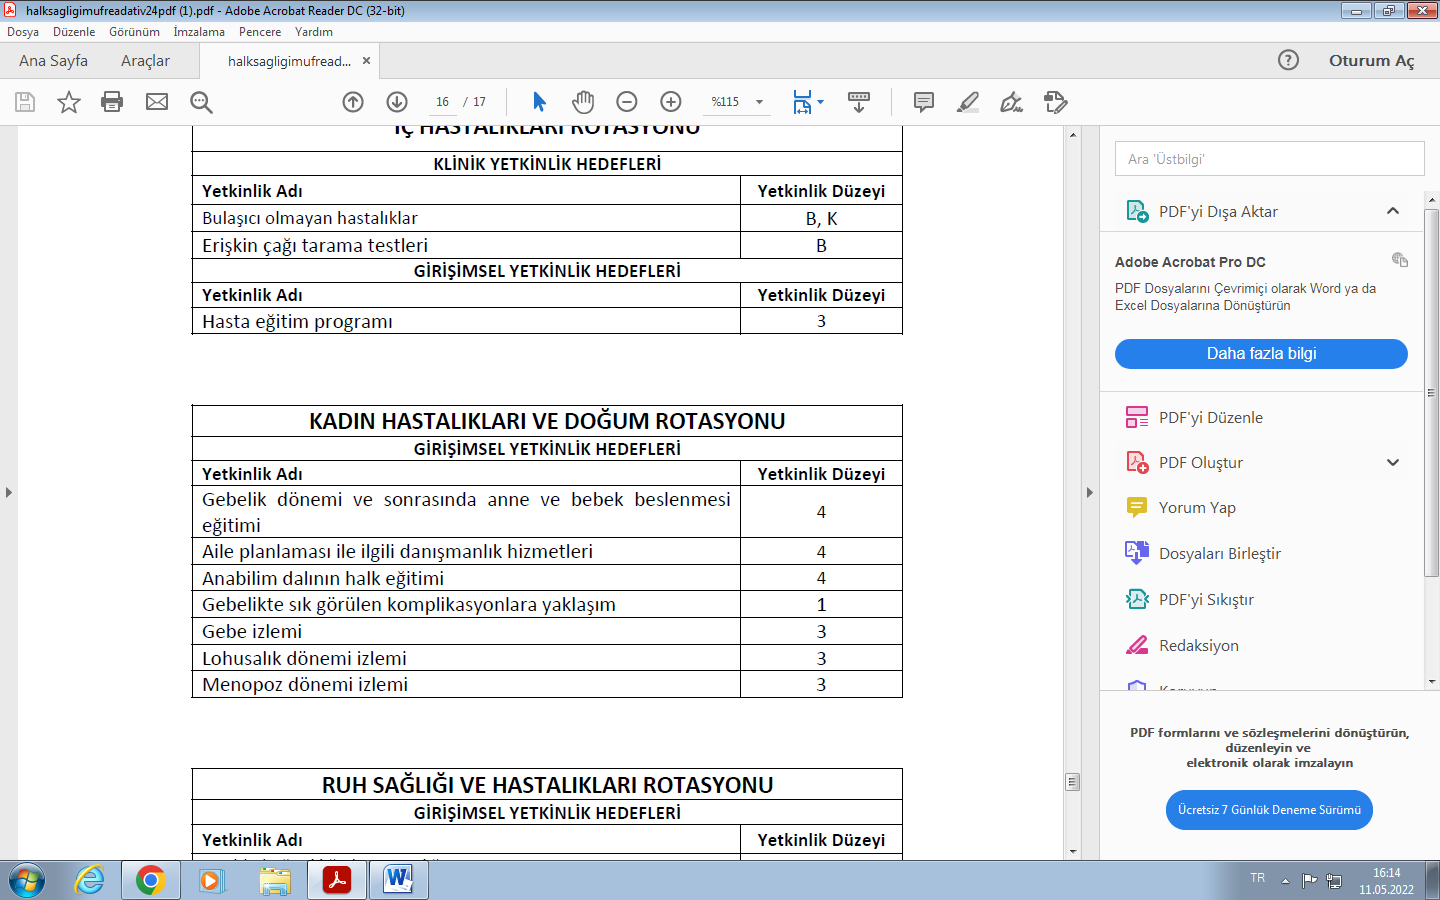 halksagligimufreadativ24pdf (1).pdf - Adobe Acrobat Reader DC (32-bit)
Dosya Düzenle Görünüm İmzalama Pencere Yardım
Ana Sayfa Araçlar halksagligimufread... × Oturum Aç
16 / 17 %115
İÇ HASTALIKLARI ROTASYONU
KLİNİK YETKİNLİK HEDEFLERİ
Yetkinlik Adı Yetkinlik Düzeyi
Bulaşıcı olmayan hastalıklar B, K
Erişkin çağı tarama testleri B
GİRİŞİMSEL YETKİNLİK HEDEFLERİ
Yetkinlik Adı Yetkinlik Düzeyi
Hasta eğitim programı 3
KADIN HASTALIKLARI VE DOĞUM ROTASYONU
GİRİŞİMSEL YETKİNLİK HEDEFLERİ
Yetkinlik Adı Yetkinlik Düzeyi
Gebelik dönemi ve sonrasında anne ve bebek beslenmesi
eğitimi 4
Aile planlaması ile ilgili danışmanlık hizmetleri 4
Anabilim dalının halk eğitimi 4
Gebelikte sık görülen komplikasyonlara yaklaşım 1
Gebe izlemi 3
Lohusalık dönemi izlemi 3
Menopoz dönemi izlemi 3
RUH SAĞLIĞI VE HASTALIKLARI ROTASYONU
GİRİŞİMSEL YETKİNLİK HEDEFLERİ
Yetkinlik Adı Yetkinlik Düzeyi
Ara 'Üstbilgi'
PDF'yi Dışa Aktar
Adobe Acrobat Pro DC
PDF Dosyalarını Çevrimiçi olarak Word ya da
Excel Dosyalarına Dönüştürün
Daha fazla bilgi
PDF'yi Düzenle
PDF Oluştur
Yorum Yap
Dosyaları Birleştir
PDF'yi Sıkıştır
Redaksiyon
PDF formlarını ve sözleşmelerini dönüştürün,
düzenleyin ve
elektronik olarak imzalayın
Ücretsiz 7 Günlük Deneme Sürümü
TR 16:14
11.05.2022